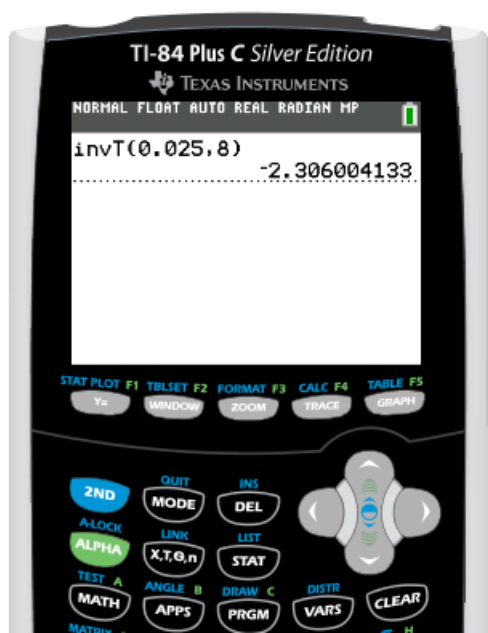 TI-84 Plus C Silver Edition
TEXAS INSTRUMENTS
NORMAL FLOAT AUTO REAL RADIAN MP
invT(0.025,8)
-2.306004133
STAT PLOT F1 TBLSET F2 FORMAT F3 CALC F4 TABLE F5
Y= WINDOW ZOOM TRACE GRAPH
QUIT INS
2ND MODE DEL
A-LOCK LINK LIST
ALPHA X,T,Θ,n STAT
TEST A ANGLE B DRAW C DISTR
MATH APPS PRGM VARS CLEAR
MATRIX H